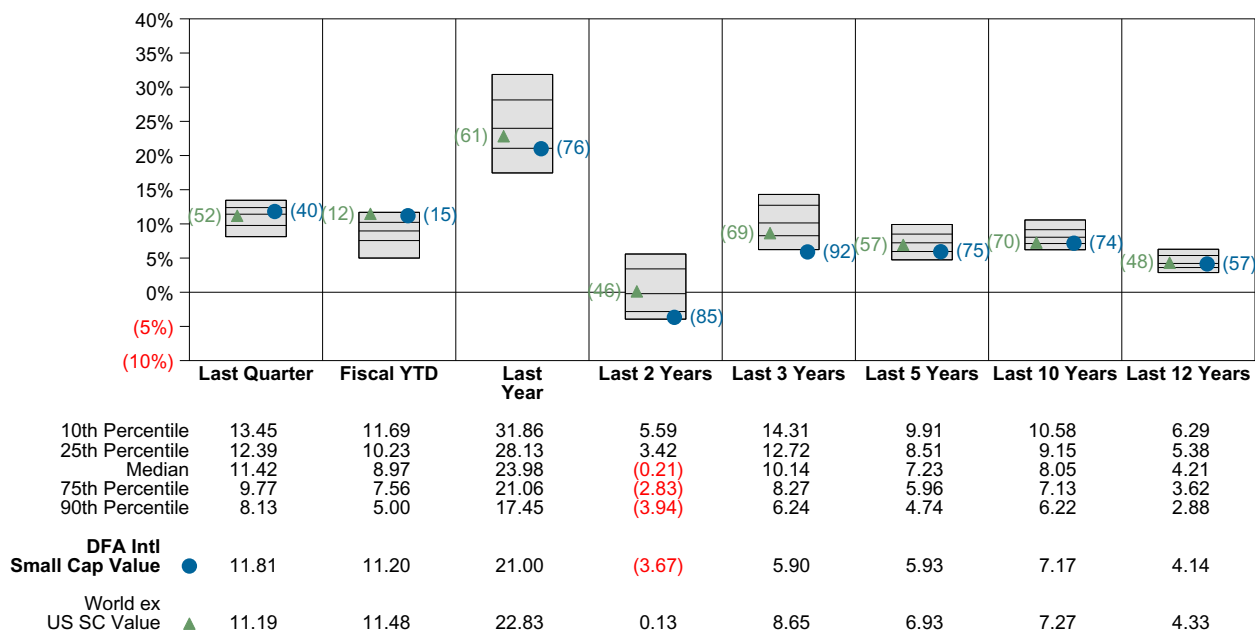 40%
35%
30%
25%
20%
15%
10%
5%
0%
(5%)
(10%)
(52) (40)
(12) (15)
(61) (76)
(46) (85)
(69) (92)
(57) (75)
(70) (74)
(48) (57)
Last Quarter Fiscal YTD Last Last 2 Years Last 3 Years Last 5 Years Last 10 Years Last 12 Years
Year
10th Percentile 13.45 11.69 31.86 5.59 14.31 9.91 10.58 6.29
25th Percentile 12.39 10.23 28.13 3.42 12.72 8.51 9.15 5.38
Median 11.42 8.97 23.98 (0.21) 10.14 7.23 8.05 4.21
75th Percentile 9.77 7.56 21.06 (2.83) 8.27 5.96 7.13 3.62
90th Percentile 8.13 5.00 17.45 (3.94) 6.24 4.74 6.22 2.88
DFA Intl
Small Cap Value 11.81 11.20 21.00 (3.67) 5.90 5.93 7.17 4.14
World ex
US SC Value 11.19 11.48 22.83 0.13 8.65 6.93 7.27 4.33